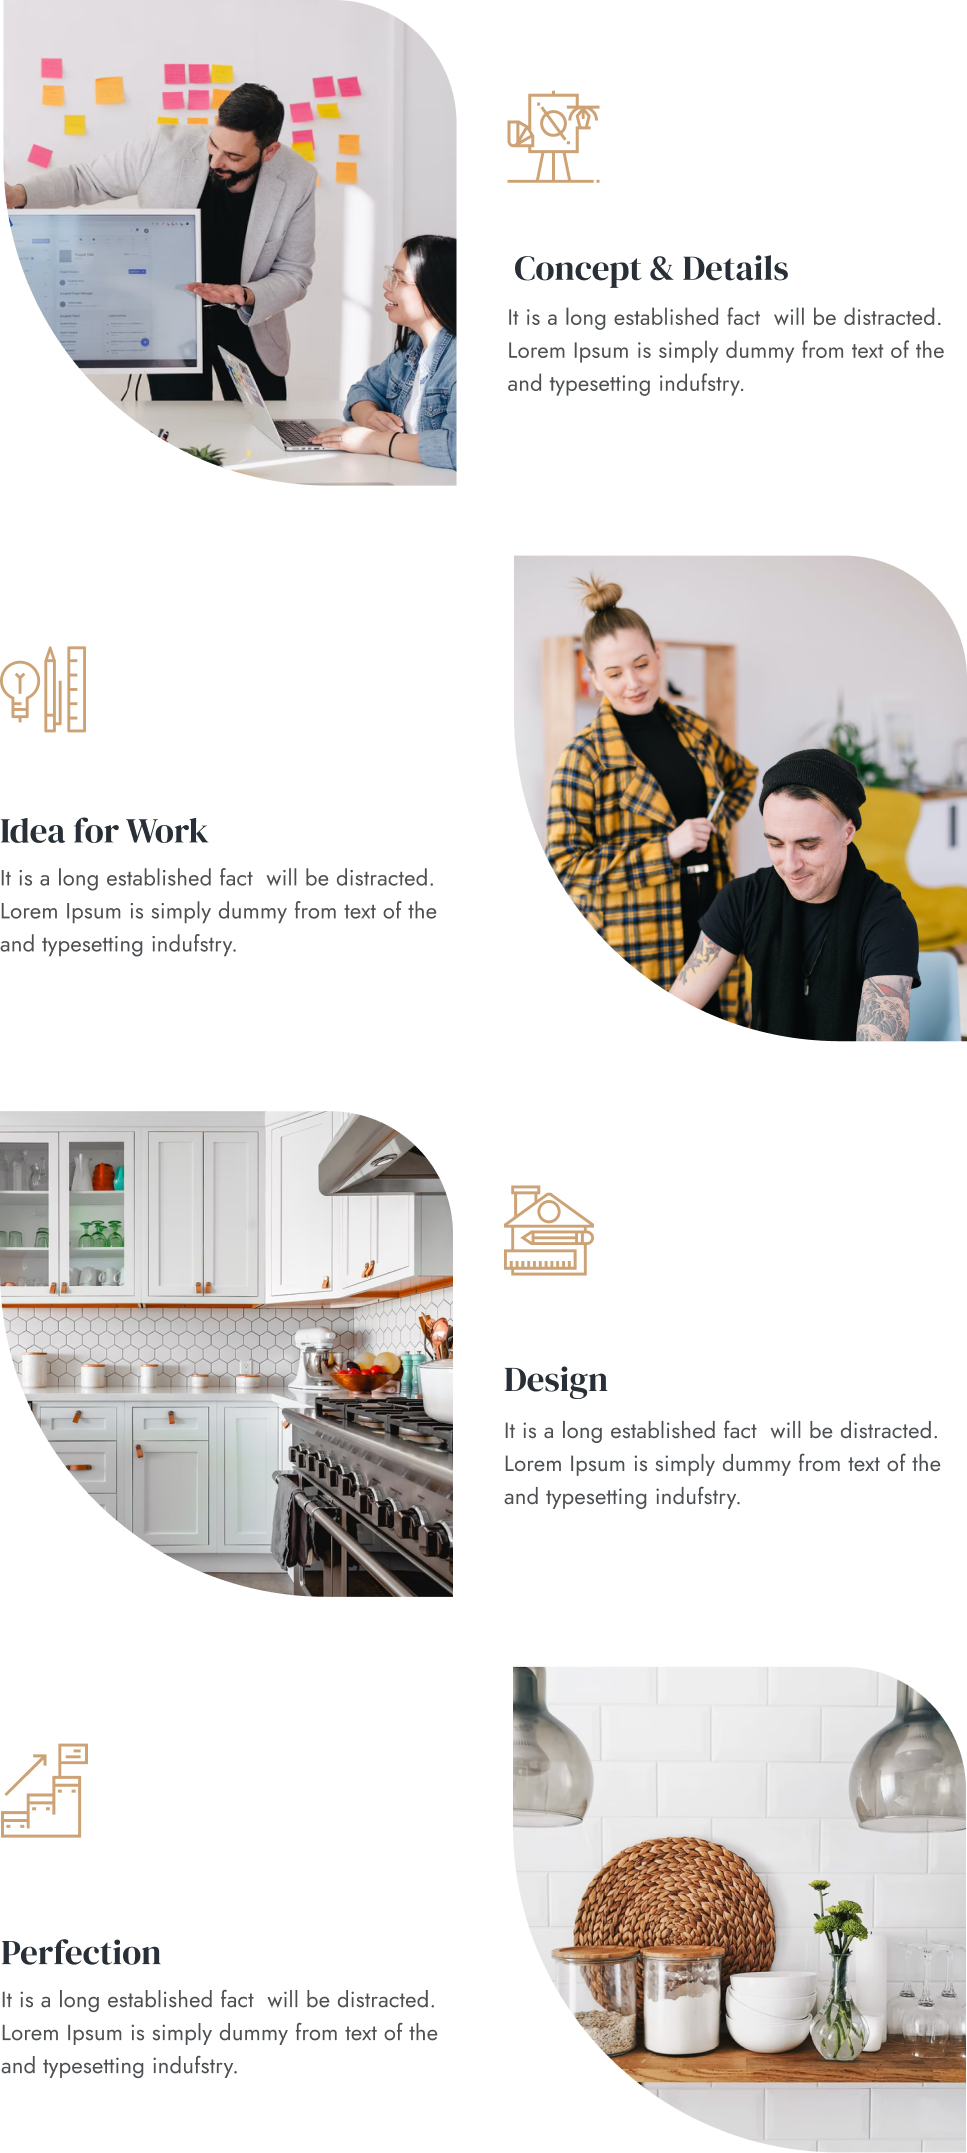 Concept & Details
It is a long established fact  will be distracted.
Lorem Ipsum is simply dummy from text of the
and typesetting indufstry.
Idea for Work
It is a long established fact  will be distracted.
Lorem Ipsum is simply dummy from text of the
and typesetting indufstry.
Design
It is a long established fact  will be distracted.
Lorem Ipsum is simply dummy from text of the
and typesetting indufstry.
Perfection
It is a long established fact  will be distracted.
Lorem Ipsum is simply dummy from text of the
and typesetting indufstry.